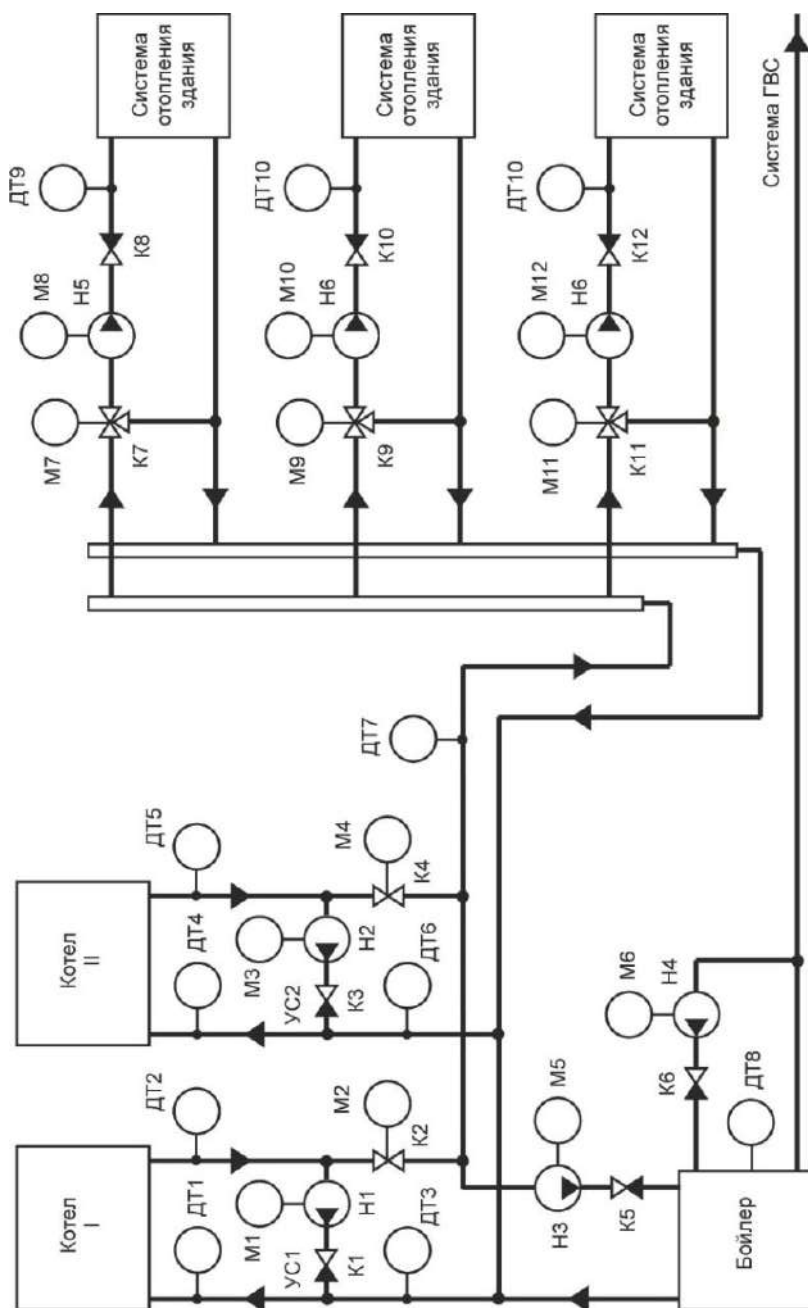 Котел
I
Котел
II
ДТ1
ДТ2
М1
УС1
К1
Н1
ДТ3
М2
К2
ДТ4
ДТ5
М3
УС2
К3
Н2
ДТ6
М4
К4
ДТ7
Н3
М5
К5
Бойлер
ДТ8
К6
М6
Н4
М7
К7
М8
Н5
К8
ДТ9
Система
отопления
здания
М9
К9
М10
Н6
К10
ДТ10
Система
отопления
здания
М11
К11
М12
Н6
К12
ДТ10
Система
отопления
здания
Система ГВС